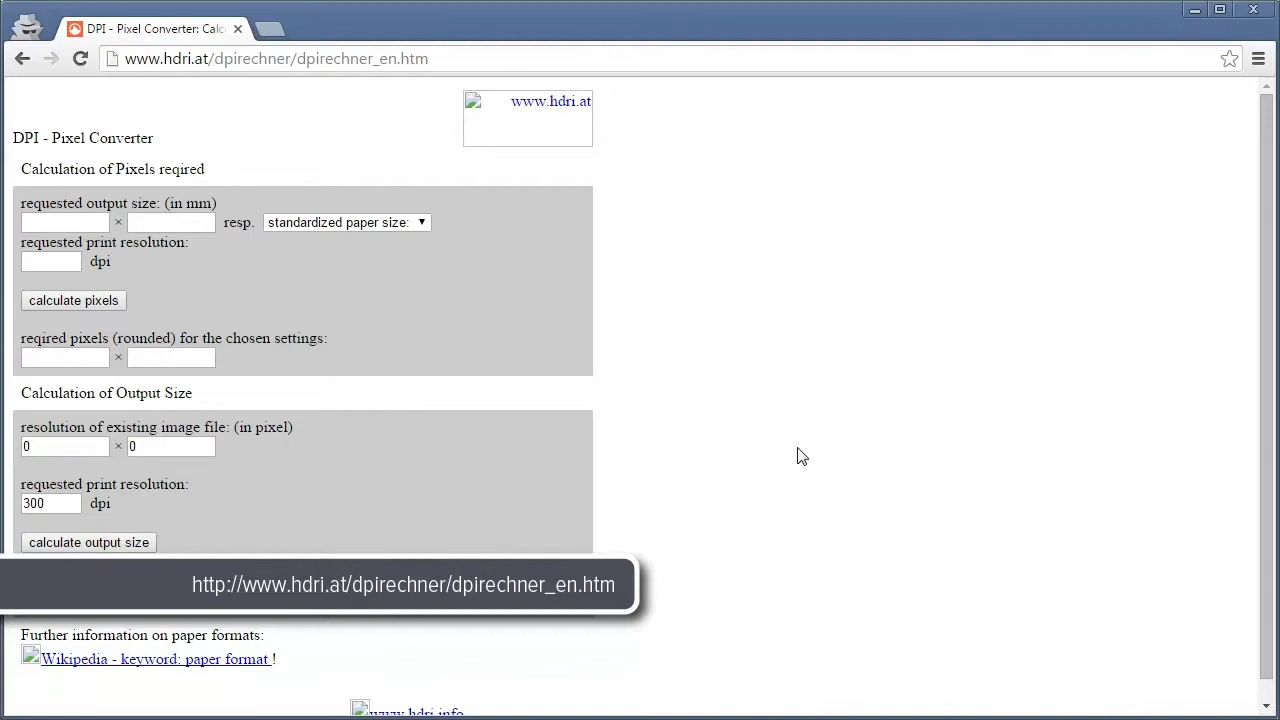 DPI - Pixel Converter: Calc
www.hdri.at/dpirechner/dpirechner_en.htm
www.hdri.at
DPI - Pixel Converter
Calculation of Pixels reqired
requested output size: (in mm)
× resp. standardized paper size:
requested print resolution:
dpi
calculate pixels
reqired pixels (rounded) for the chosen settings:
×
Calculation of Output Size
resolution of existing image file: (in pixel)
0 × 0
requested print resolution:
300 dpi
calculate output size
http://www.hdri.at/dpirechner/dpirechner_en.htm
Further information on paper formats:
Wikipedia - keyword: paper format !
www.hdri.info